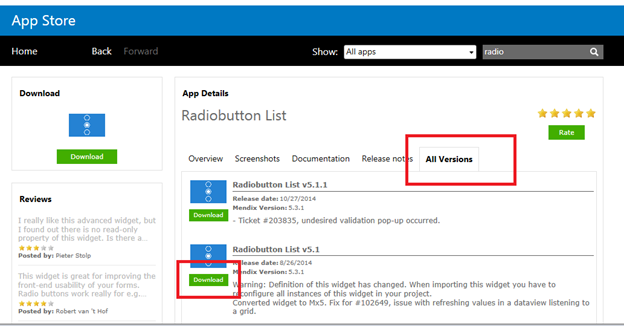 App Store
Home Back Forward Show: All apps radio
Download
Download
Reviews
I really like this advanced widget, but
I found out there is no read-only
property of this widget. Is there a...
Posted by: Pieter Stolp
This widget is great for improving the
front-end usability of your forms.
Radio buttons work really for e.g...
Posted by: Robert van 't Hof
App Details
Radiobutton List
Rate
Overview Screenshots Documentation Release notes All Versions
Radiobutton List v5.1.1
Release date: 10/27/2014
Mendix Version: 5.3.1
Download
- Ticket #203835, undesired validation pop-up occurred.
Radiobutton List v5.1
Release date: 8/26/2014
Mendix Version: 5.3.1
Download
Warning: Definition of this widget has changed. When importing this widget you have to
reconfigure all instances of this widget in your project.
Converted widget to Mx5. Fix for #102649, issue with refreshing values in a dataview listening to
a grid.